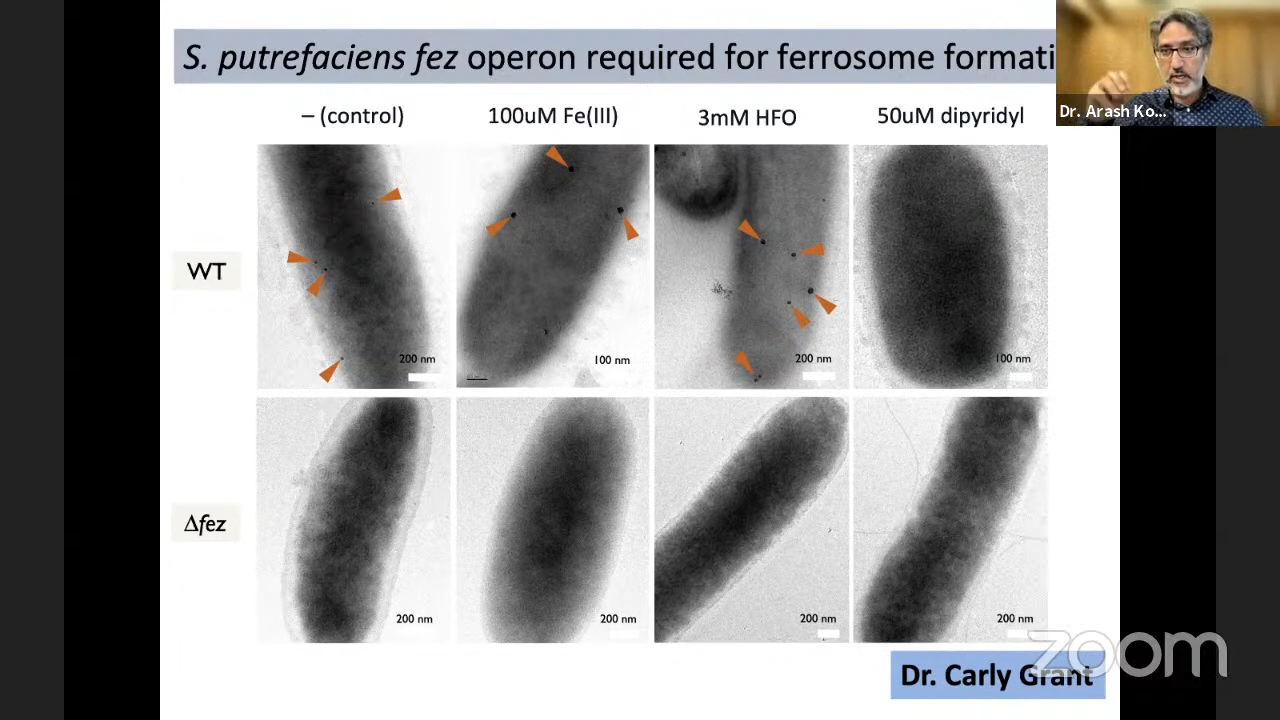 S. putrefaciens fez operon required for ferrosome formati
Dr. Arash Ko...
– (control)
100uM Fe(III)
3mM HFO
50uM dipyridyl
WT
200 nm
100 nm
200 nm
100 nm
Δfez
200 nm
200 nm
200 nm
200 nm
zoom
Dr. Carly Grant